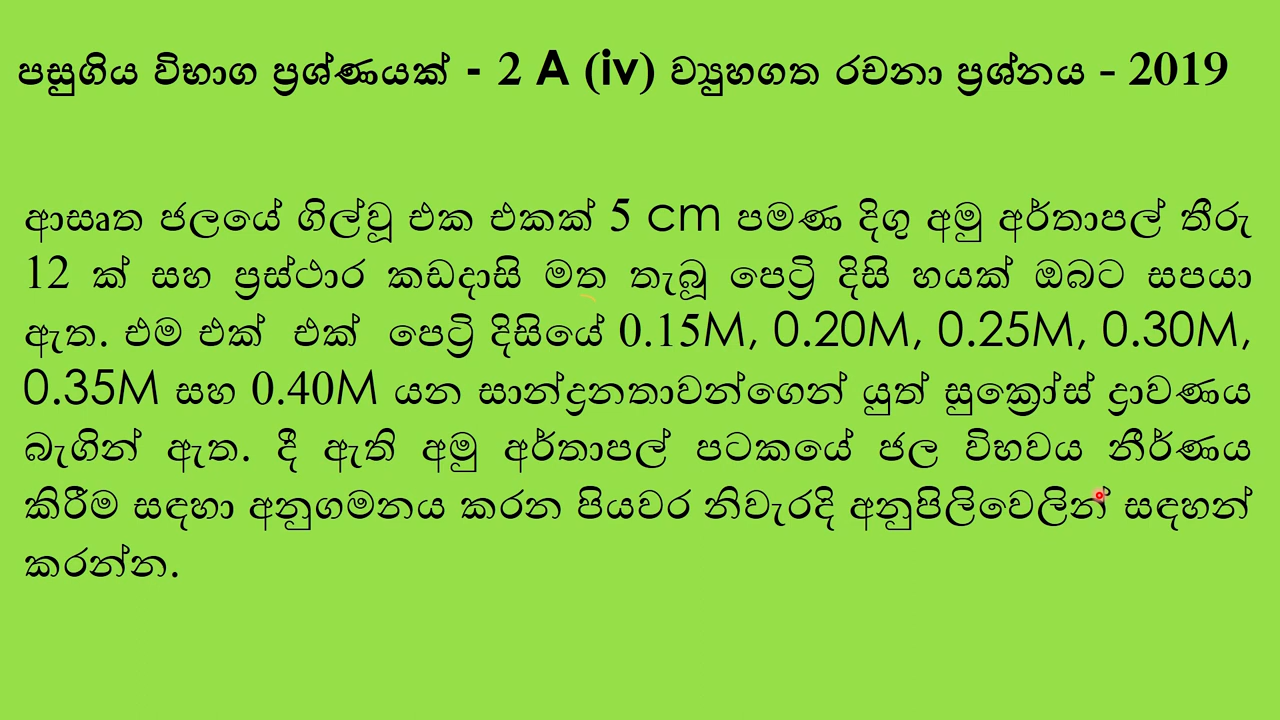 පසුගිය විභාග ප්‍රශ්ණයක් - 2 A (iv) ව්‍යුහගත රචනා ප්‍රශ්නය - 2019
ආසෘත ජලයේ ගිල්වූ එක එකක් 5 cm පමණ දිගු අමු අර්තාපල් තීරු
12 ක් සහ ප්‍රස්ථාර කඩදාසි මත තැබූ පෙට්‍රි දිසි හයක් ඔබට සපයා
ඇත. එම එක් එක් පෙට්‍රි දිසියේ 0.15M, 0.20M, 0.25M, 0.30M,
0.35M සහ 0.40M යන සාන්ද්‍රනතාවන්ගෙන් යුත් සුක්‍රෝස් ද්‍රාවණය
බැගින් ඇත. දී ඇති අමු අර්තාපල් පටකයේ ජල විභවය නීර්ණය
කිරීම සඳහා අනුගමනය කරන පියවර නිවැරදි අනුපිලිවෙලින් සඳහන්
කරන්න.